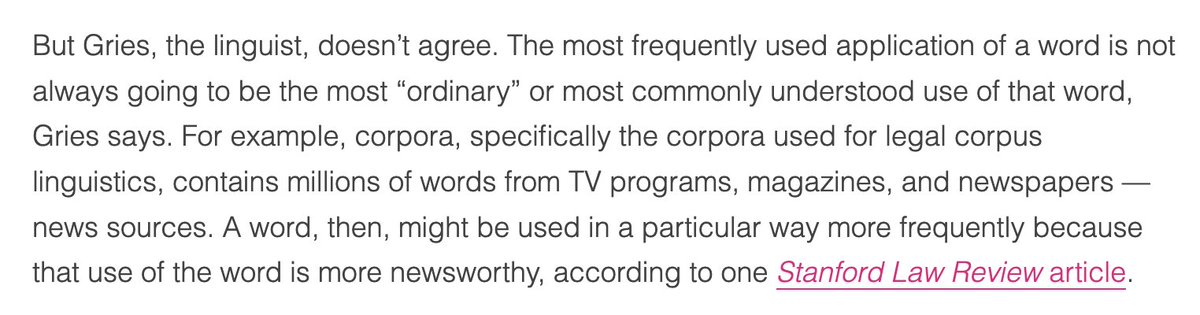 But Gries, the linguist, doesn’t agree. The most frequently used application of a word is not
always going to be the most “ordinary” or most commonly understood use of that word,
Gries says. For example, corpora, specifically the corpora used for legal corpus
linguistics, contains millions of words from TV programs, magazines, and newspapers —
news sources. A word, then, might be used in a particular way more frequently because
that use of the word is more newsworthy, according to one Stanford Law Review article.